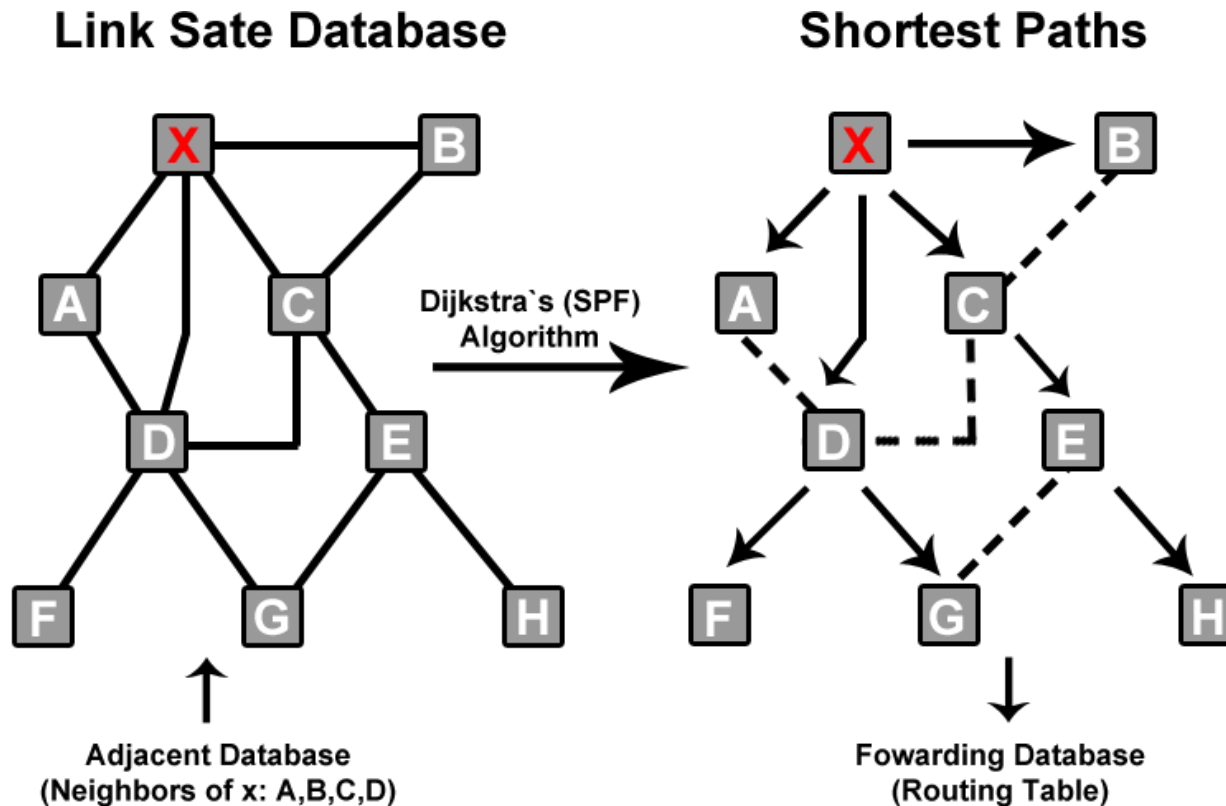 Link Sate Database
Shortest Paths
X
B
X
B
A
C
Dijkstra`s (SPF)
Algorithm
A
C
D
E
D
E
F
G
H
F
G
H
Adjacent Database
(Neighbors of x: A,B,C,D)
Fowarding Database
(Routing Table)